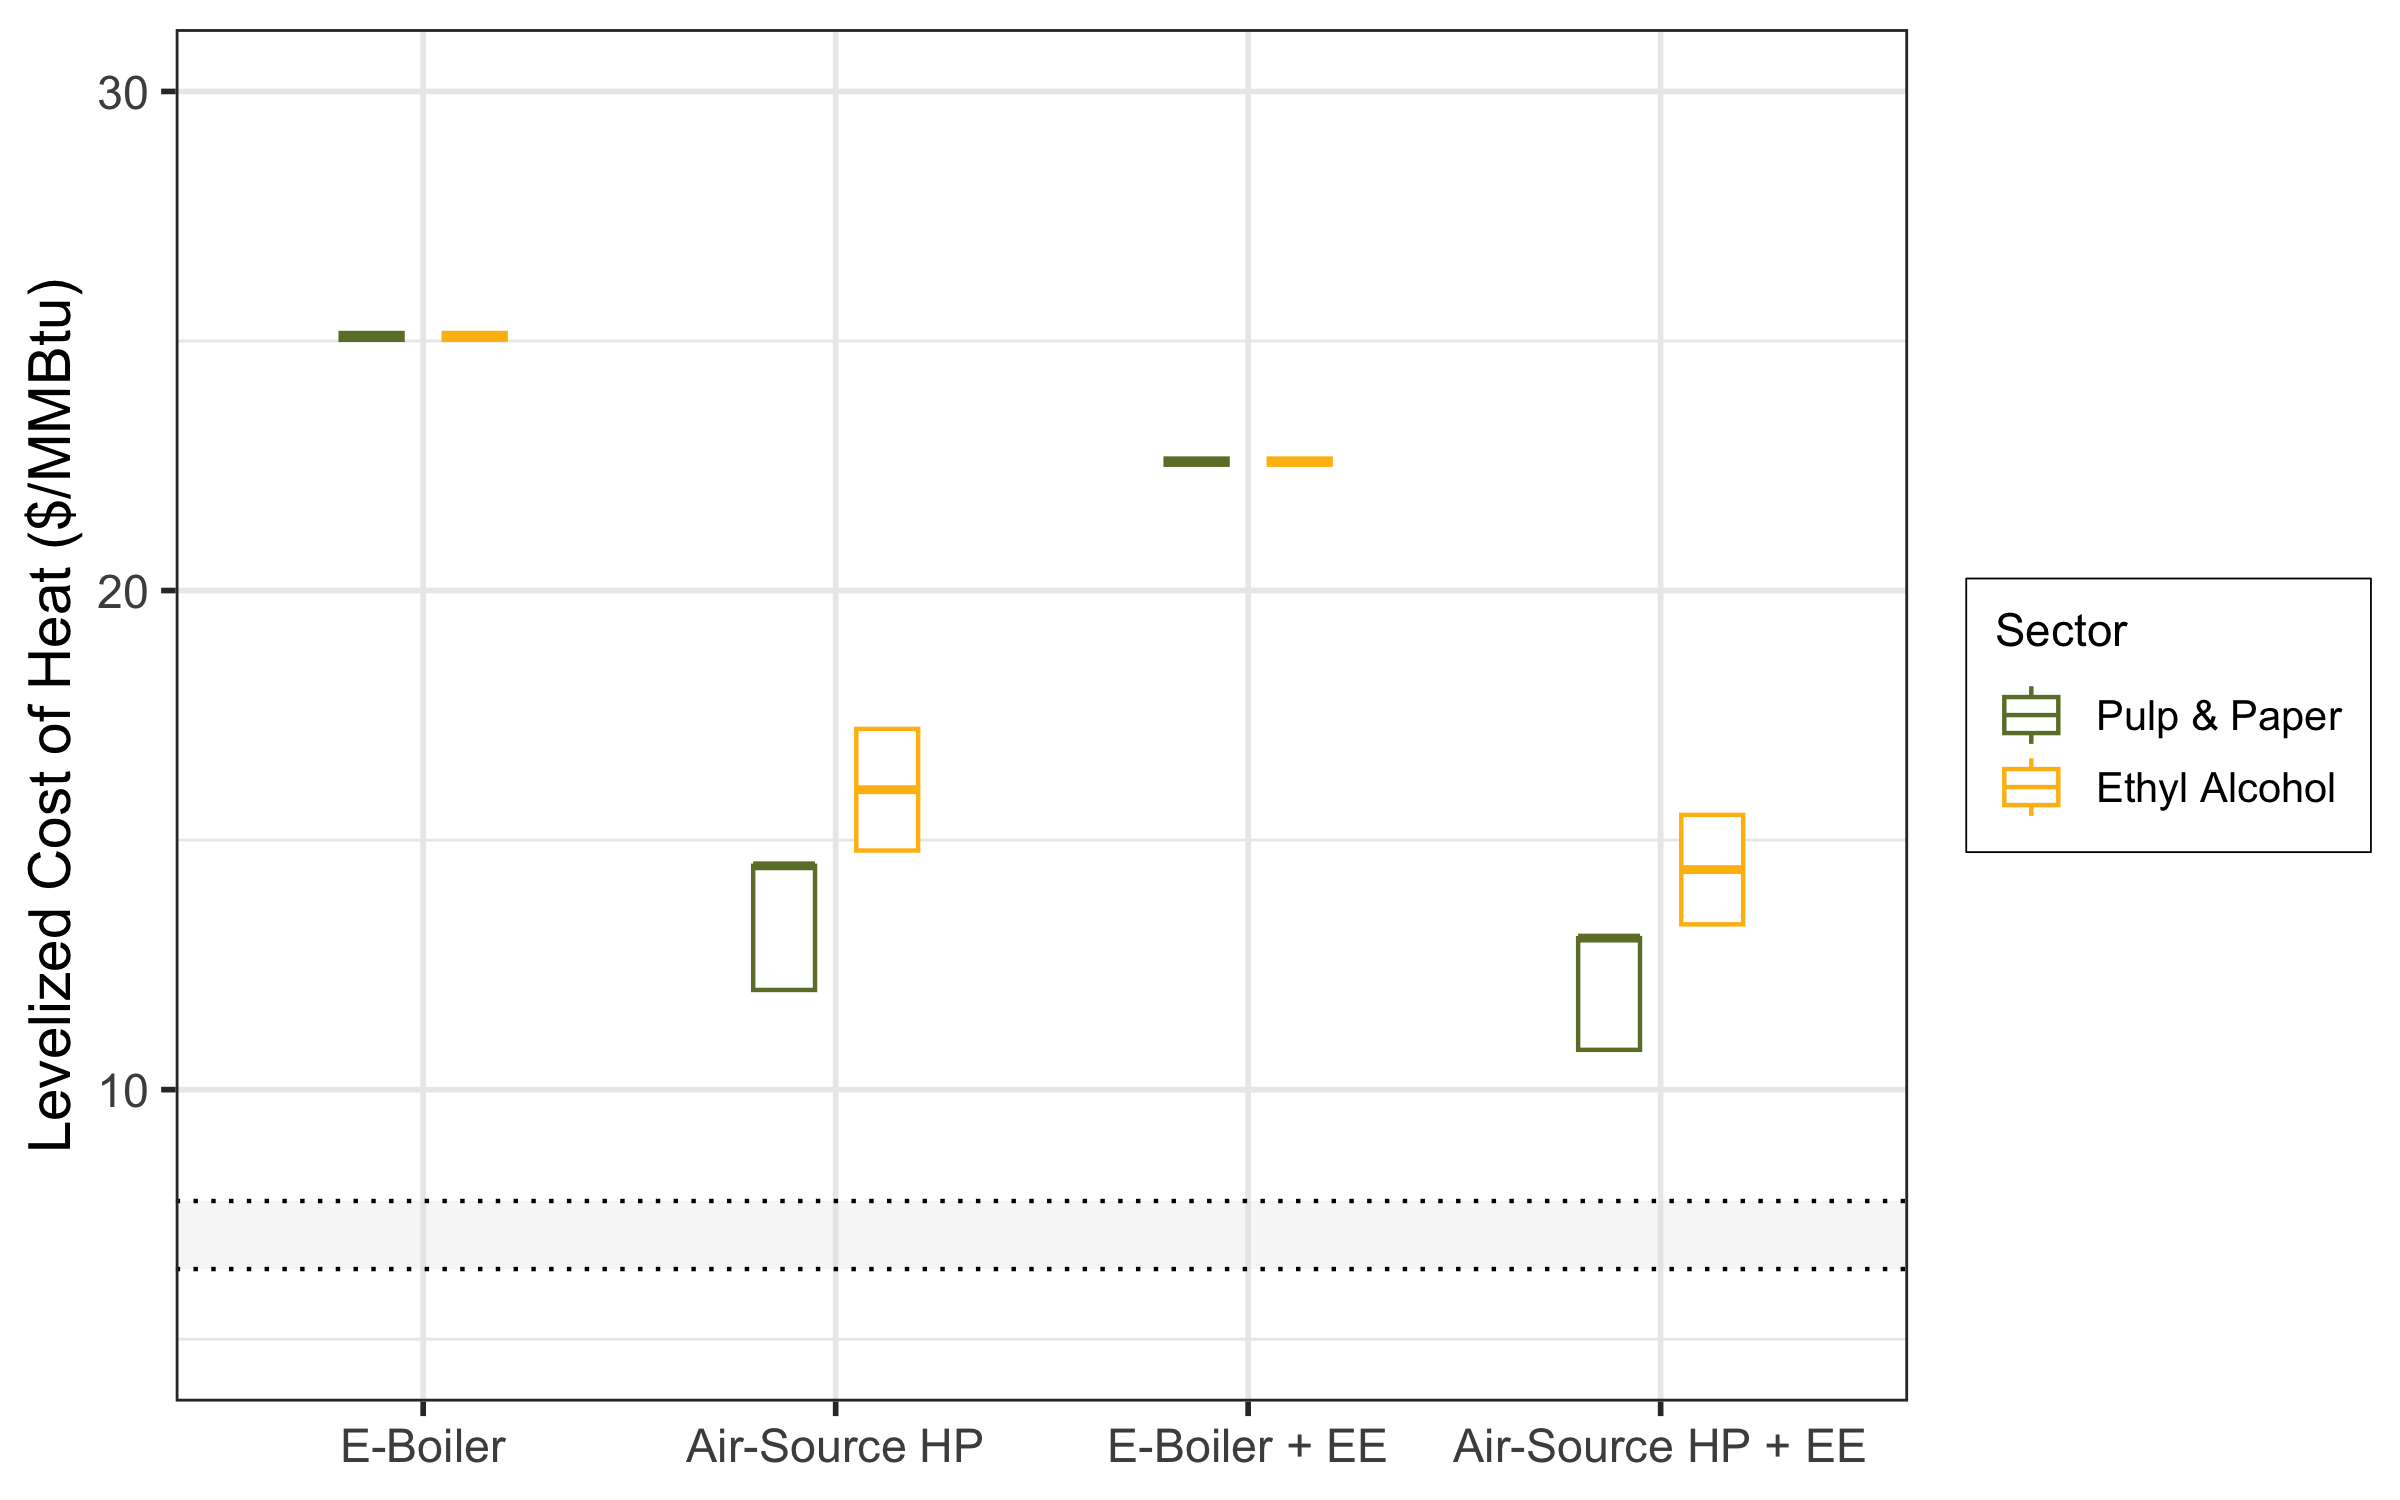 Levelized Cost of Heat ($/MMBtu)
30
20
10
E-Boiler
Air-Source HP
E-Boiler + EE
Air-Source HP + EE
Sector
Pulp & Paper
Ethyl Alcohol